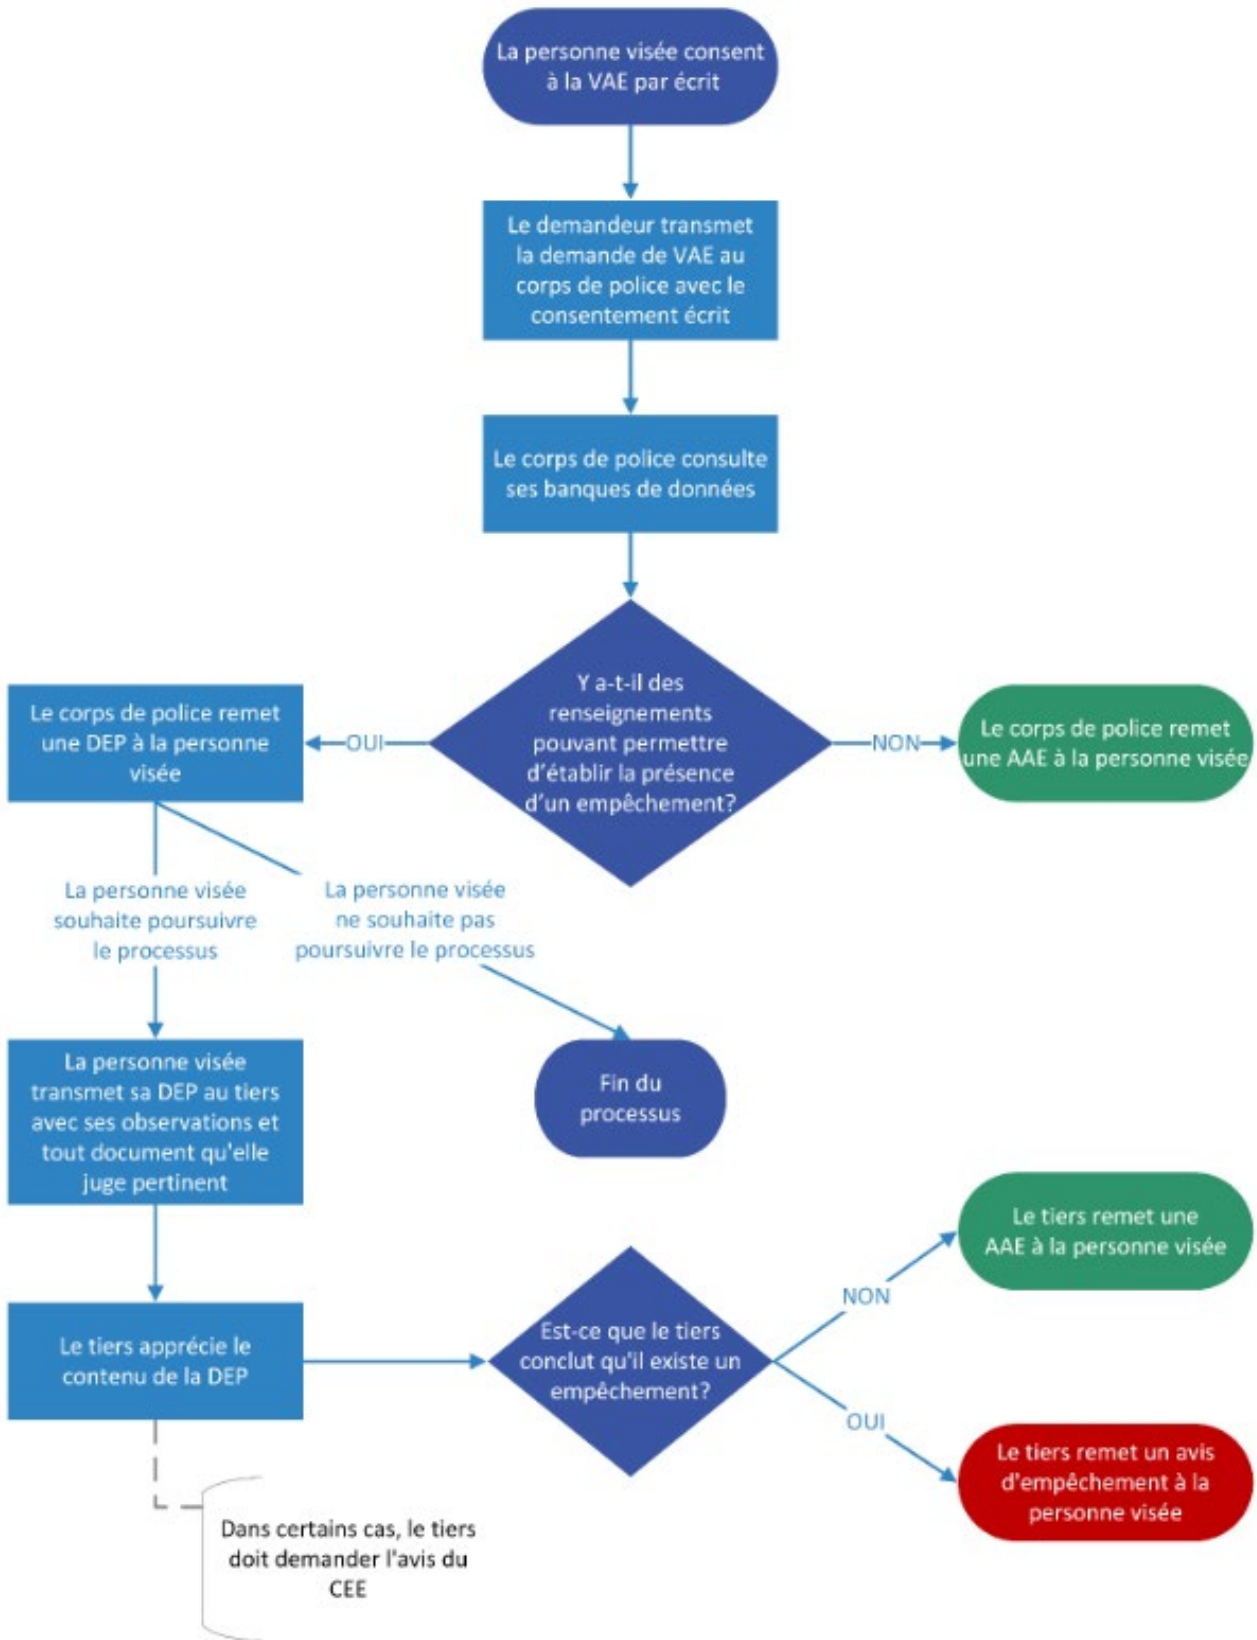 La personne visée consent
à la VAE par écrit
Le demandeur transmet
la demande de VAE au
corps de police avec le
consentement écrit
Le corps de police consulte
ses banques de données
Y a-t-il des
renseignements
pouvant permettre
d’établir la présence
d’un empêchement?
OUI
NON
Le corps de police remet
une DEP à la personne
visée
Le corps de police remet
une AAE à la personne visée
La personne visée
souhaite poursuivre
le processus
La personne visée
ne souhaite pas
poursuivre le processus
La personne visée
transmet sa DEP au tiers
avec ses observations et
tout document qu'elle
juge pertinent
Fin du
processus
Le tiers apprécie le
contenu de la DEP
Est-ce que le tiers
conclut qu'il existe un
empêchement?
NON
OUI
Le tiers remet une
AAE à la personne visée
Le tiers remet un avis
d'empêchement à la
personne visée
Dans certains cas, le tiers
doit demander l'avis du
CEE